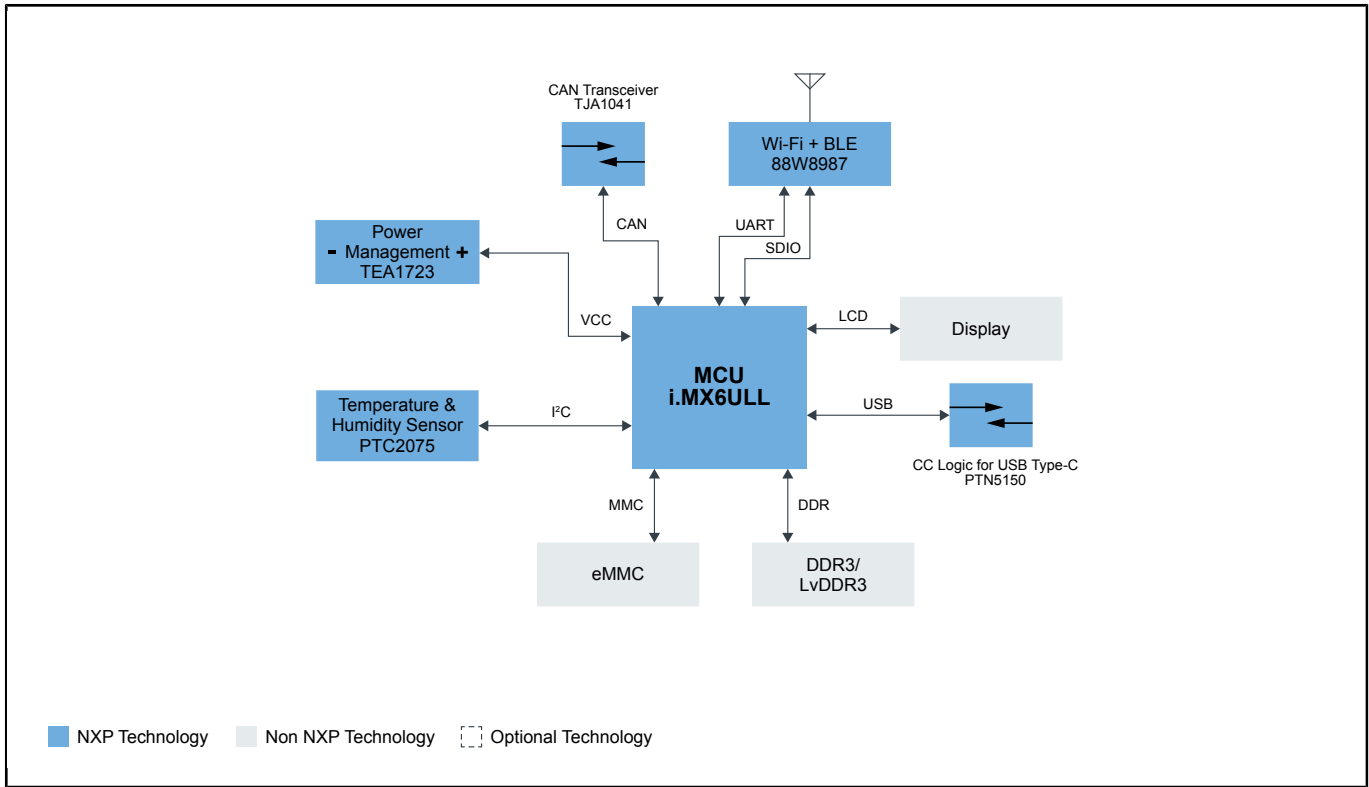 CAN Transceiver
TJA1041
Wi-Fi + BLE
88W8987
CAN
UART
SDIO
Power
- Management +
TEA1723
VCC
LCD
Display
MCU
i.MX6ULL
Temperature &
Humidity Sensor
PTC2075
I²C
USB
CC Logic for USB Type-C
PTN5150
MMC
DDR
eMMC
DDR3/
LvDDR3
NXP Technology
Non NXP Technology
Optional Technology